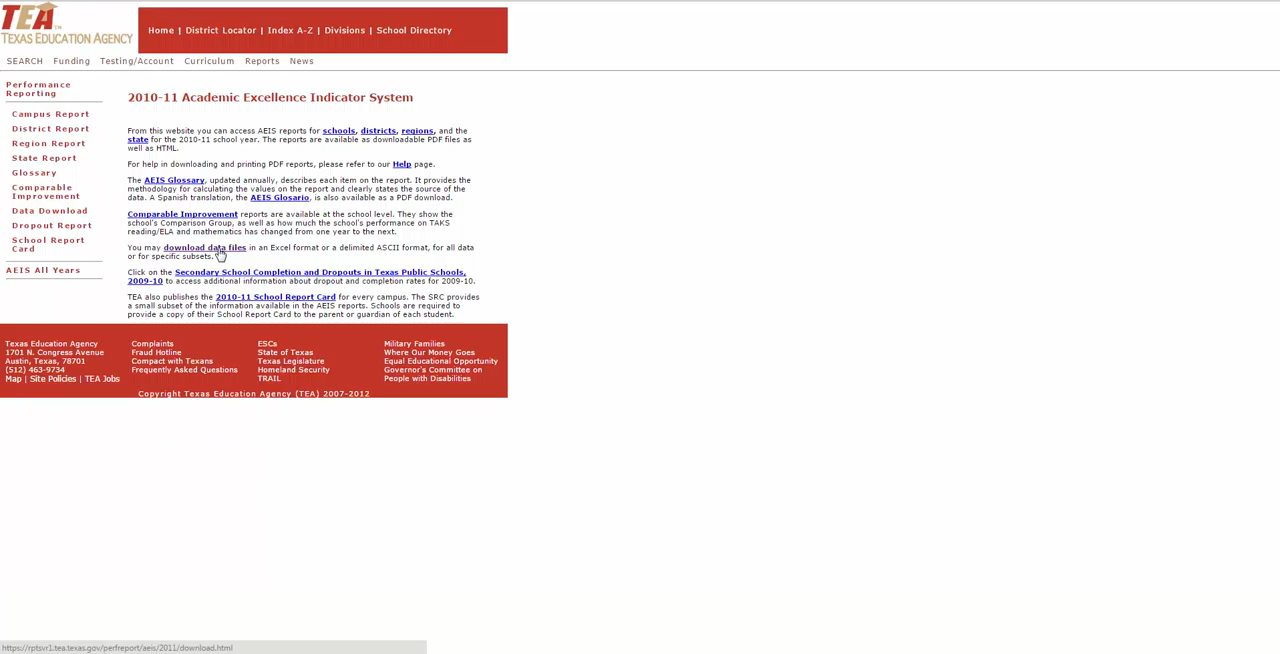 TEA
TEXAS EDUCATION AGENCY
Home | District Locator | Index A-Z | Divisions | School Directory
SEARCH Funding Testing/Account Curriculum Reports News
Performance
Reporting
Campus Report
District Report
Region Report
State Report
Glossary
Comparable
Improvement
Data Download
Dropout Report
School Report
Card
AEIS All Years
2010-11 Academic Excellence Indicator System
From this website you can access AEIS reports for schools, districts, regions, and the
state for the 2010-11 school year. The reports are available as downloadable PDF files as
well as HTML.
For help in downloading and printing PDF reports, please refer to our Help page.
The AEIS Glossary, updated annually, describes each item on the report. It provides the
methodology for calculating the values on the report and clearly states the source of the
data. A Spanish translation, the AEIS Glosario, is also available as a PDF download.
Comparable Improvement reports are available at the school level. They show the
school's Comparison Group, as well as how much the school's performance on TAKS
reading/ELA and mathematics has changed from one year to the next.
You may download data files in an Excel format or a delimited ASCII format, for all data
or for specific subsets.
Click on the Secondary School Completion and Dropouts in Texas Public Schools,
2009-10 to access additional information about dropout and completion rates for 2009-10.
TEA also publishes the 2010-11 School Report Card for every campus. The SRC provides
a small subset of the information available in the AEIS reports. Schools are required to
provide a copy of their School Report Card to the parent or guardian of each student.
Texas Education Agency
1701 N. Congress Avenue
Austin, Texas, 78701
(512) 463-9734
Map | Site Policies | TEA Jobs
Complaints
Fraud Hotline
Compact with Texans
Frequently Asked Questions
ESCs
State of Texas
Texas Legislature
Homeland Security
TRAIL
Military Families
Where Our Money Goes
Equal Educational Opportunity
Governor's Committee on
People with Disabilities
Copyright Texas Education Agency (TEA) 2007-2012
https://rptsvr1.tea.texas.gov/perfreport/aeis/2011/download.html